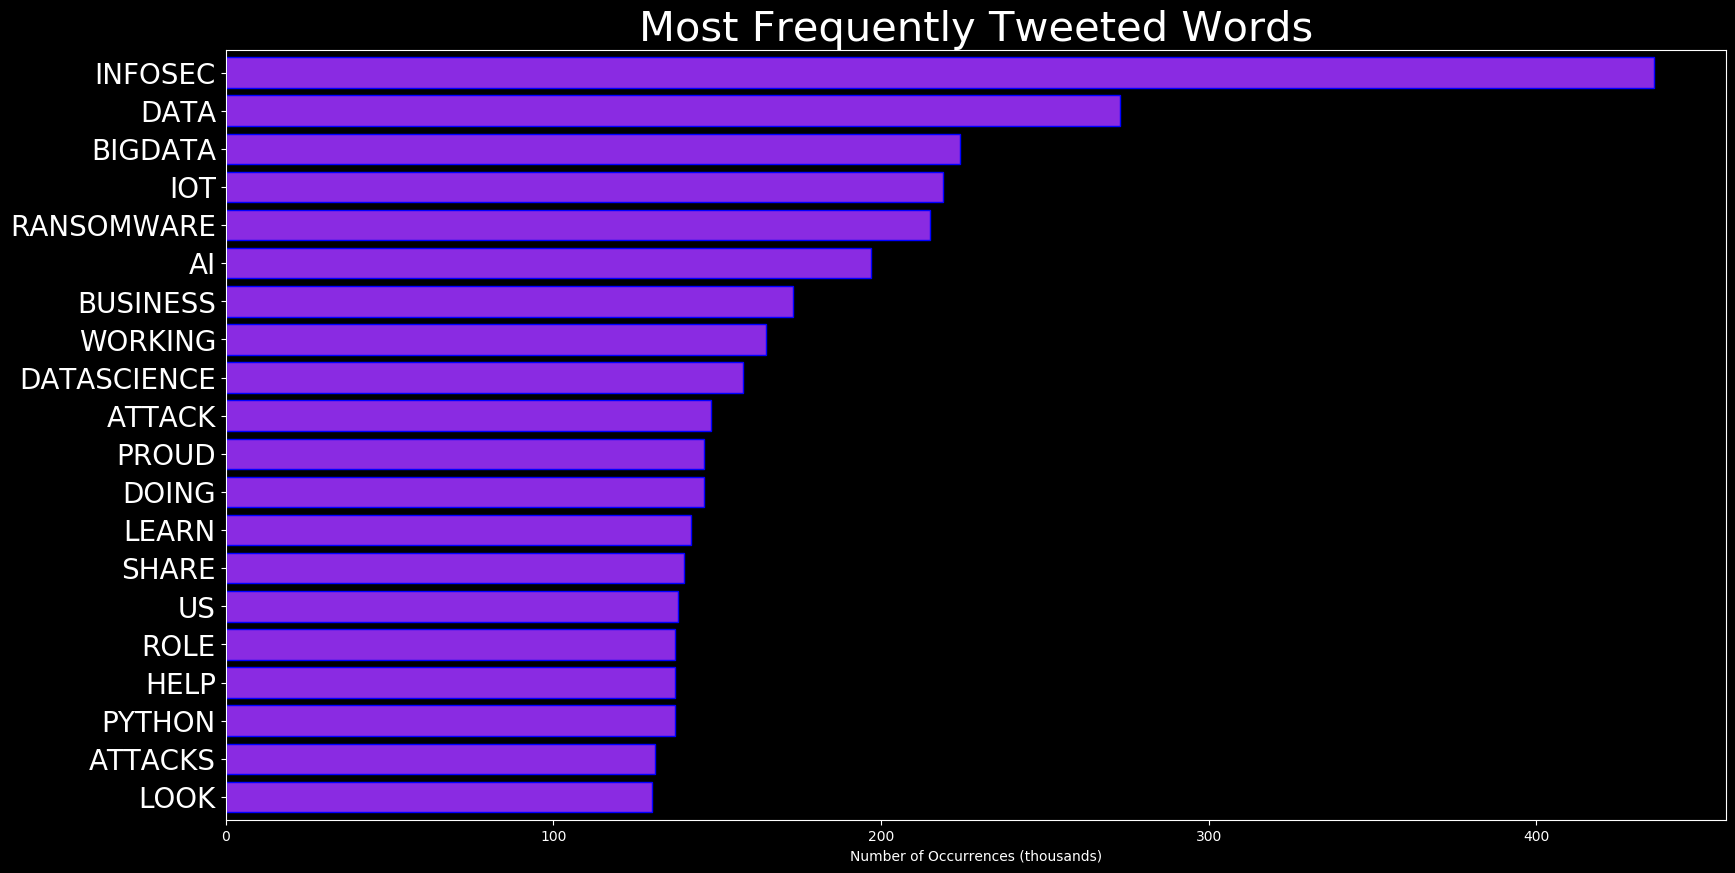 Most Frequently Tweeted Words
INFOSEC
DATA
BIGDATA
IOT
RANSOMWARE
AI
BUSINESS
WORKING
DATASCIENCE
ATTACK
PROUD
DOING
LEARN
SHARE
US
ROLE
HELP
PYTHON
ATTACKS
LOOK
0 100 200 300 400
Number of Occurrences (thousands)